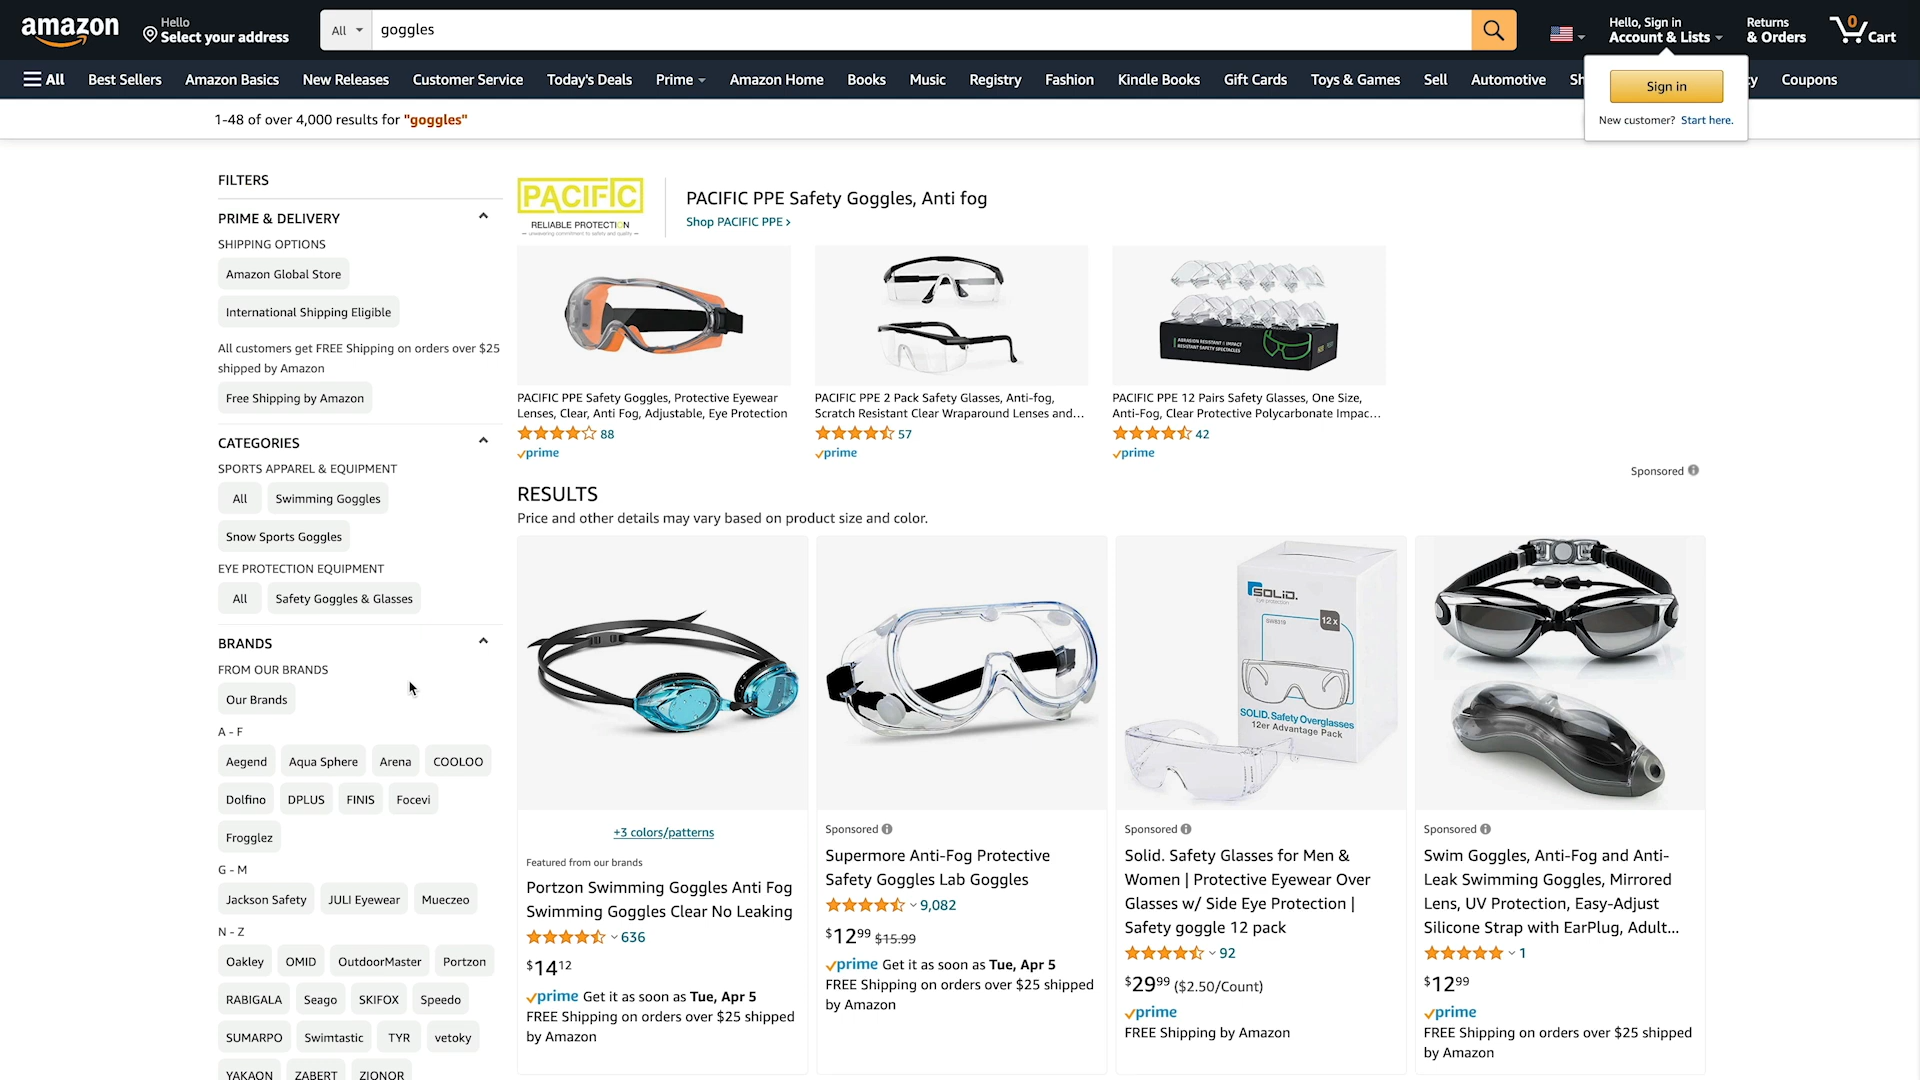 amazon
Hello
Select your address
All
goggles
Hello, Sign in
Account & Lists
Returns
& Orders
0
Cart
All
Best Sellers
Amazon Basics
New Releases
Customer Service
Today's Deals
Prime
Amazon Home
Books
Music
Registry
Fashion
Kindle Books
Gift Cards
Toys & Games
Sell
Automotive
Coupons
Sign in
New customer? Start here.
1-48 of over 4,000 results for "goggles"
FILTERS
PRIME & DELIVERY
SHIPPING OPTIONS
Amazon Global Store
International Shipping Eligible
All customers get FREE Shipping on orders over $25
shipped by Amazon
Free Shipping by Amazon
CATEGORIES
SPORTS APPAREL & EQUIPMENT
All
Swimming Goggles
Snow Sports Goggles
EYE PROTECTION EQUIPMENT
All
Safety Goggles & Glasses
BRANDS
FROM OUR BRANDS
Our Brands
A - F
Aegend
Aqua Sphere
Arena
COOLOO
Dolfino
DPLUS
FINIS
Focevi
Frogglez
G - M
Jackson Safety
JULI Eyewear
Mueczeo
N - Z
Oakley
OMID
OutdoorMaster
Portzon
RABIGALA
Seago
SKIFOX
Speedo
SUMARPO
Swimtastic
TYR
vetoky
YAKAON
ZABERT
ZIONOR
PACIFIC
RELIABLE PROTECTION
PACIFIC PPE Safety Goggles, Anti fog
Shop PACIFIC PPE ›
PACIFIC PPE Safety Goggles, Protective Eyewear
Lenses, Clear, Anti Fog, Adjustable, Eye Protection
88
prime
PACIFIC PPE 2 Pack Safety Glasses, Anti-fog,
Scratch Resistant Clear Wraparound Lenses and...
57
prime
ABRASION RESISTANT / IMPACT
RESISTANT SAFETY SPECTACLES
PACIFIC PPE 12 Pairs Safety Glasses, One Size,
Anti-Fog, Clear Protective Polycarbonate Impac...
42
prime
Sponsored
RESULTS
Price and other details may vary based on product size and color.
+3 colors/patterns
Featured from our brands
Portzon Swimming Goggles Anti Fog
Swimming Goggles Clear No Leaking
636
$14 12
prime Get it as soon as Tue, Apr 5
FREE Shipping on orders over $25 shipped
by Amazon
Sponsored
Supermore Anti-Fog Protective
Safety Goggles Lab Goggles
9,082
$12 99 $15.99
prime Get it as soon as Tue, Apr 5
FREE Shipping on orders over $25 shipped
by Amazon
SOLID.
12 x
SOLID. Safety Overglasses
12er Advantage Pack
Sponsored
Solid. Safety Glasses for Men &
Women | Protective Eyewear Over
Glasses w/ Side Eye Protection |
Safety goggle 12 pack
92
$29 99 ($2.50/Count)
prime
FREE Shipping by Amazon
Sponsored
Swim Goggles, Anti-Fog and Anti-
Leak Swimming Goggles, Mirrored
Lens, UV Protection, Easy-Adjust
Silicone Strap with EarPlug, Adult...
1
$12 99
prime
FREE Shipping on orders over $25 shipped
by Amazon